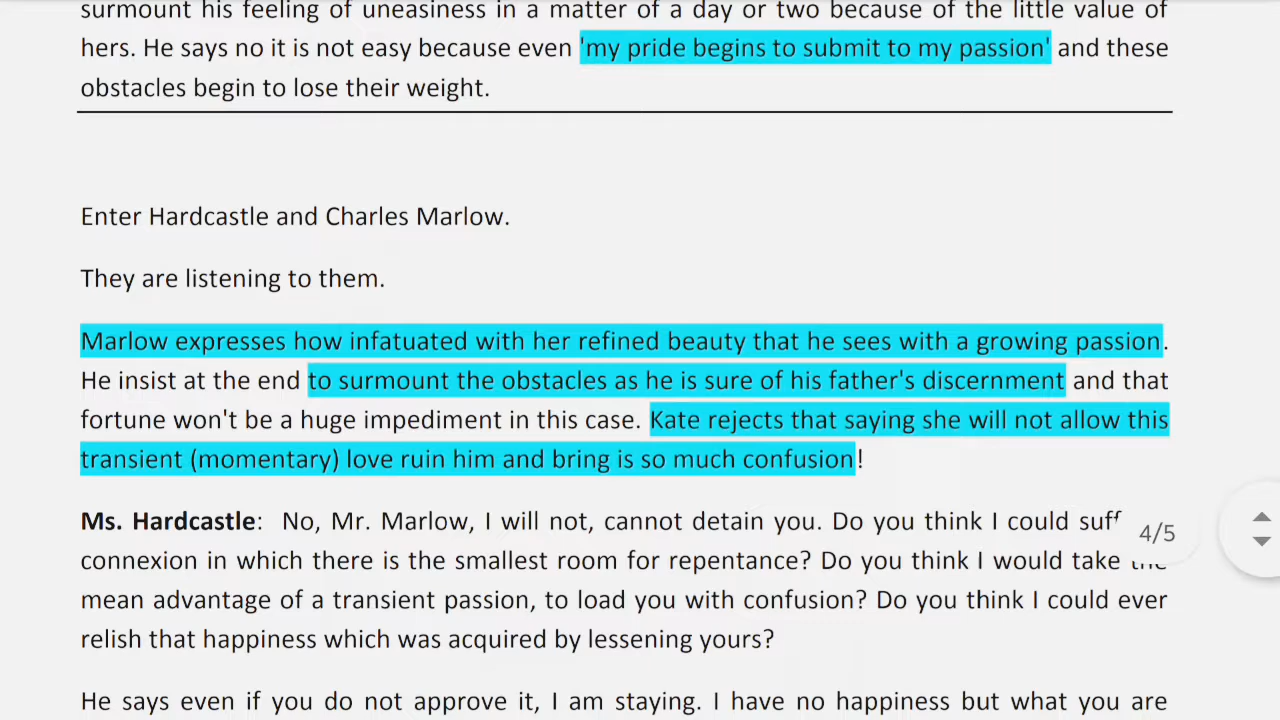 surmount his feeling of uneasiness in a matter of a day or two because of the little value of
hers. He says no it is not easy because even 'my pride begins to submit to my passion' and these
obstacles begin to lose their weight.
Enter Hardcastle and Charles Marlow.
They are listening to them.
Marlow expresses how infatuated with her refined beauty that he sees with a growing passion.
He insist at the end to surmount the obstacles as he is sure of his father's discernment and that
fortune won't be a huge impediment in this case. Kate rejects that saying she will not allow this
transient (momentary) love ruin him and bring is so much confusion!
Ms. Hardcastle: No, Mr. Marlow, I will not, cannot detain you. Do you think I could
connexion in which there is the smallest room for repentance? Do you think I would take
mean advantage of a transient passion, to load you with confusion? Do you think I could ever
relish that happiness which was acquired by lessening yours?
He says even if you do not approve it, I am staying. I have no happiness but what you are
4/5